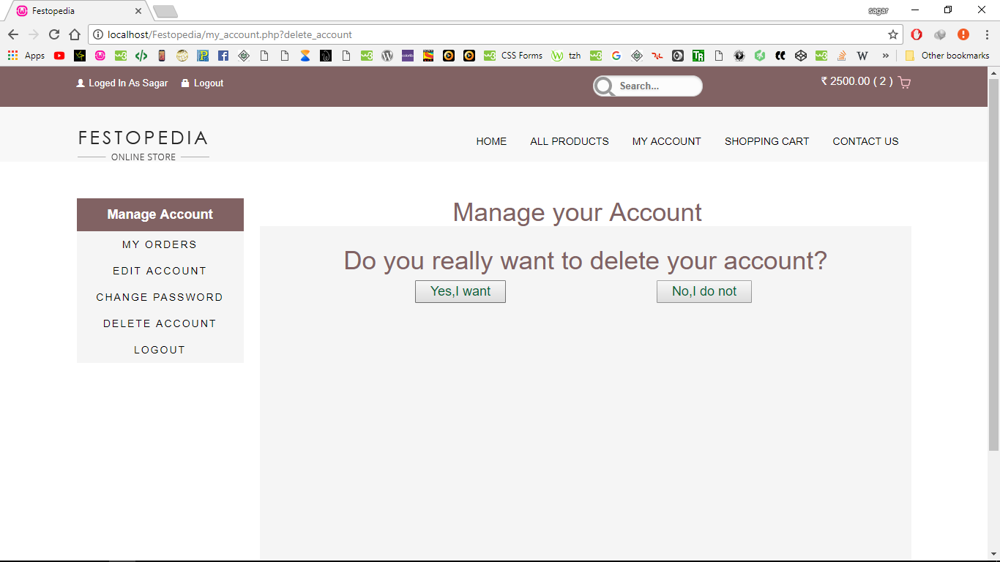 Festopedia
sagar
localhost/Festopedia/my_account.php?delete_account
Apps CSS Forms tzh Other bookmarks
Loged In As Sagar Logout Search... ₹ 2500.00 ( 2 )
FESTOPEDIA
ONLINE STORE
HOME ALL PRODUCTS MY ACCOUNT SHOPPING CART CONTACT US
Manage Account
MY ORDERS
EDIT ACCOUNT
CHANGE PASSWORD
DELETE ACCOUNT
LOGOUT
Manage your Account
Do you really want to delete your account?
Yes,I want No,I do not